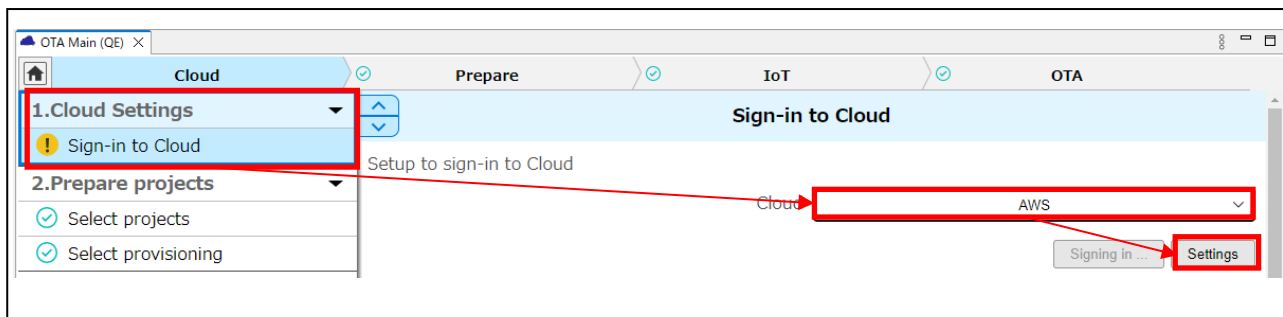 OTA Main (QE)
Cloud
Prepare
IoT
OTA
1.Cloud Settings
Sign-in to Cloud
2.Prepare projects
Select projects
Select provisioning
Sign-in to Cloud
Setup to sign-in to Cloud
Cloud
AWS
Signing in ...
Settings